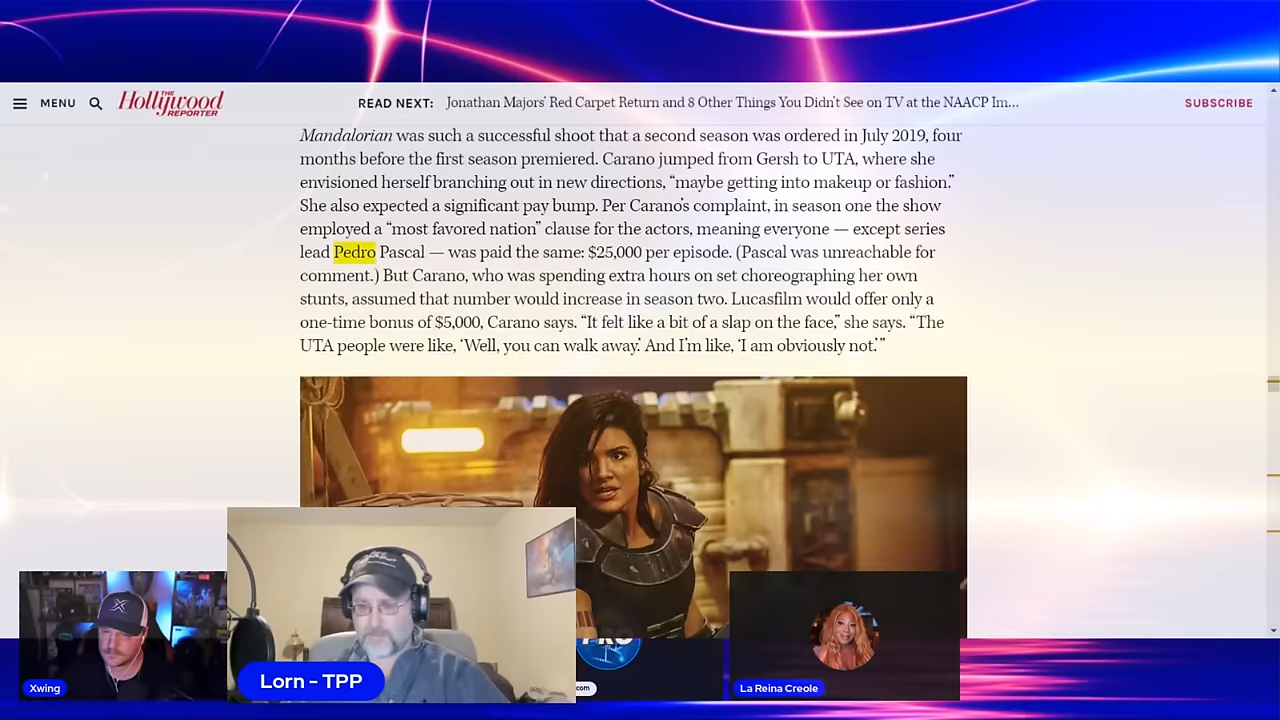 MENU
THE Hollywood REPORTER
READ NEXT: Jonathan Majors' Red Carpet Return and 8 Other Things You Didn't See on TV at the NAACP Im...
SUBSCRIBE
Mandalorian was such a successful shoot that a second season was ordered in July 2019, four
months before the first season premiered. Carano jumped from Gersh to UTA, where she
envisioned herself branching out in new directions, “maybe getting into makeup or fashion.”
She also expected a significant pay bump. Per Carano’s complaint, in season one the show
employed a “most favored nation” clause for the actors, meaning everyone — except series
lead Pedro Pascal — was paid the same: $25,000 per episode. (Pascal was unreachable for
comment.) But Carano, who was spending extra hours on set choreographing her own
stunts, assumed that number would increase in season two. Lucasfilm would offer only a
one-time bonus of $5,000, Carano says. “It felt like a bit of a slap on the face,” she says. “The
UTA people were like, ‘Well, you can walk away.’ And I’m like, ‘I am obviously not.’”
Xwing
Lorn - TPP
com
La Reina Creole